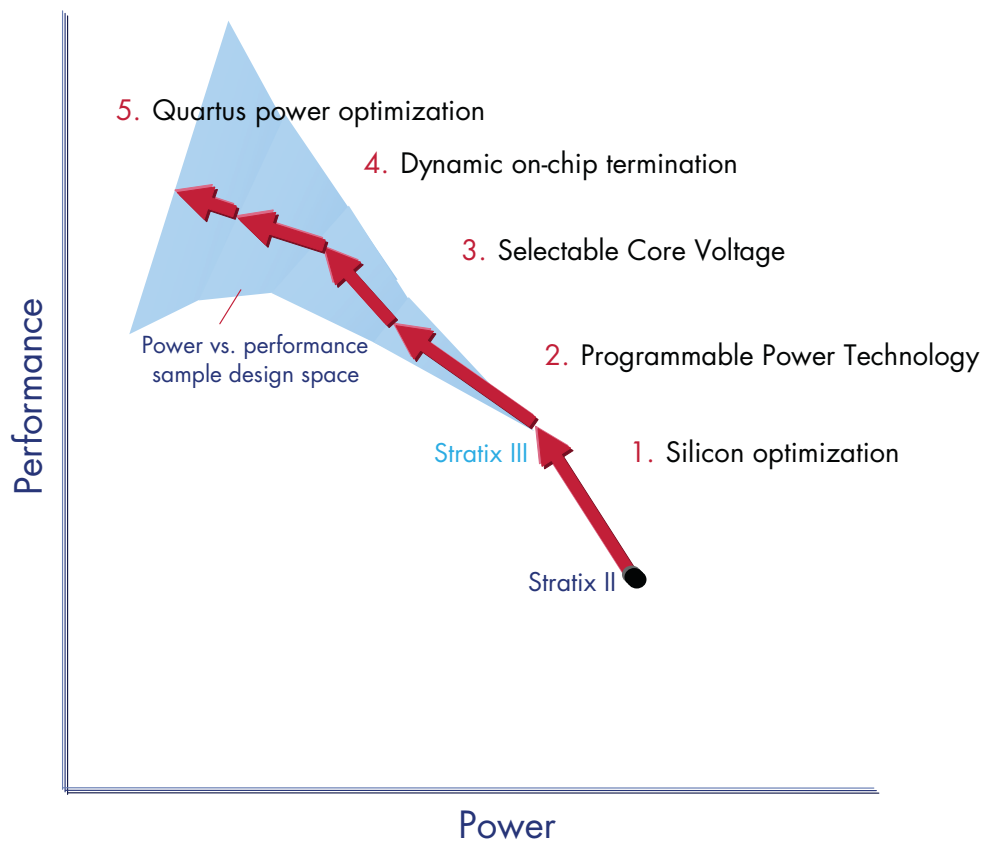 5. Quartus power optimization
4. Dynamic on-chip termination
3. Selectable Core Voltage
Power vs. performance
sample design space
2. Programmable Power Technology
Performance
Stratix III
1. Silicon optimization
Stratix II
Power